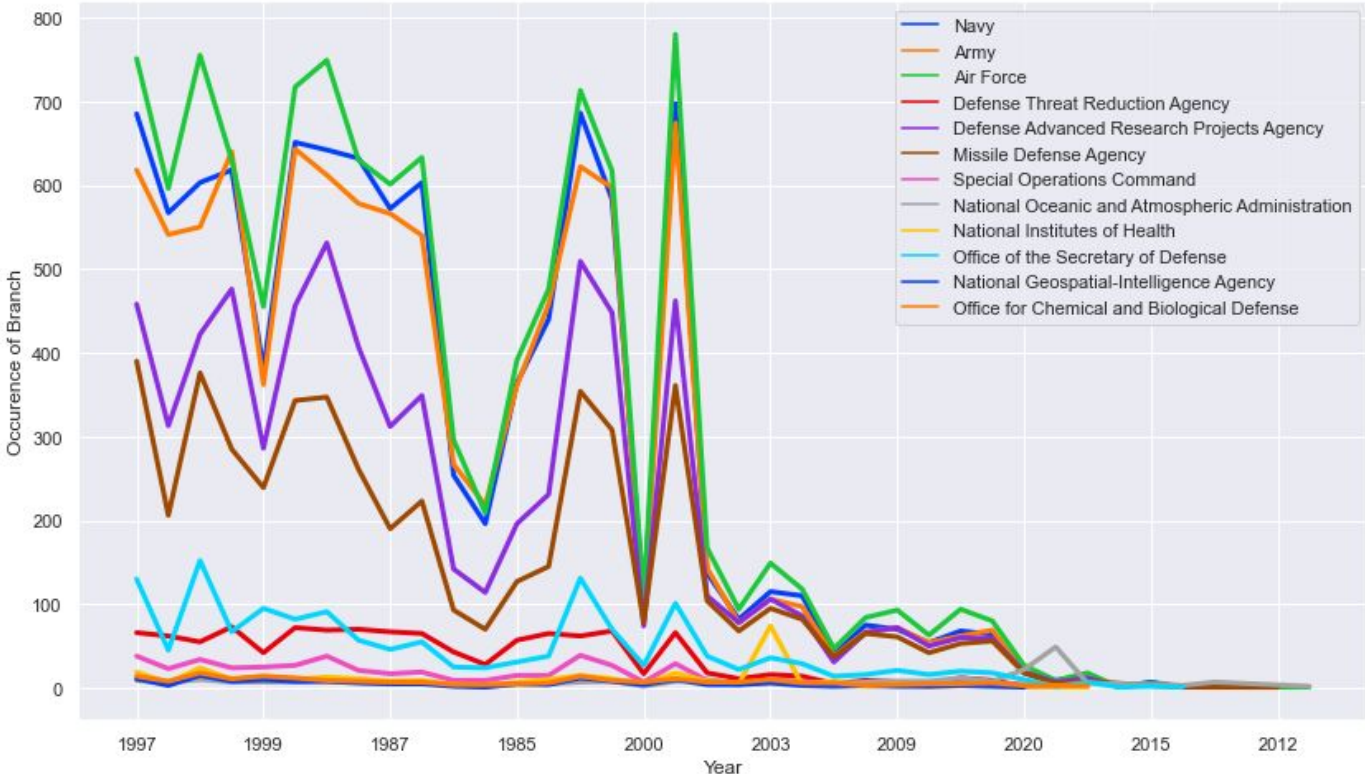 800
700
600
500
400
300
200
100
0
Occurence of Branch
Navy
Army
Air Force
Defense Threat Reduction Agency
Defense Advanced Research Projects Agency
Missile Defense Agency
Special Operations Command
National Oceanic and Atmospheric Administration
National Institutes of Health
Office of the Secretary of Defense
National Geospatial-Intelligence Agency
Office for Chemical and Biological Defense
1997 1999 1987 1985 2000 2003 2009 2020 2015 2012
Year